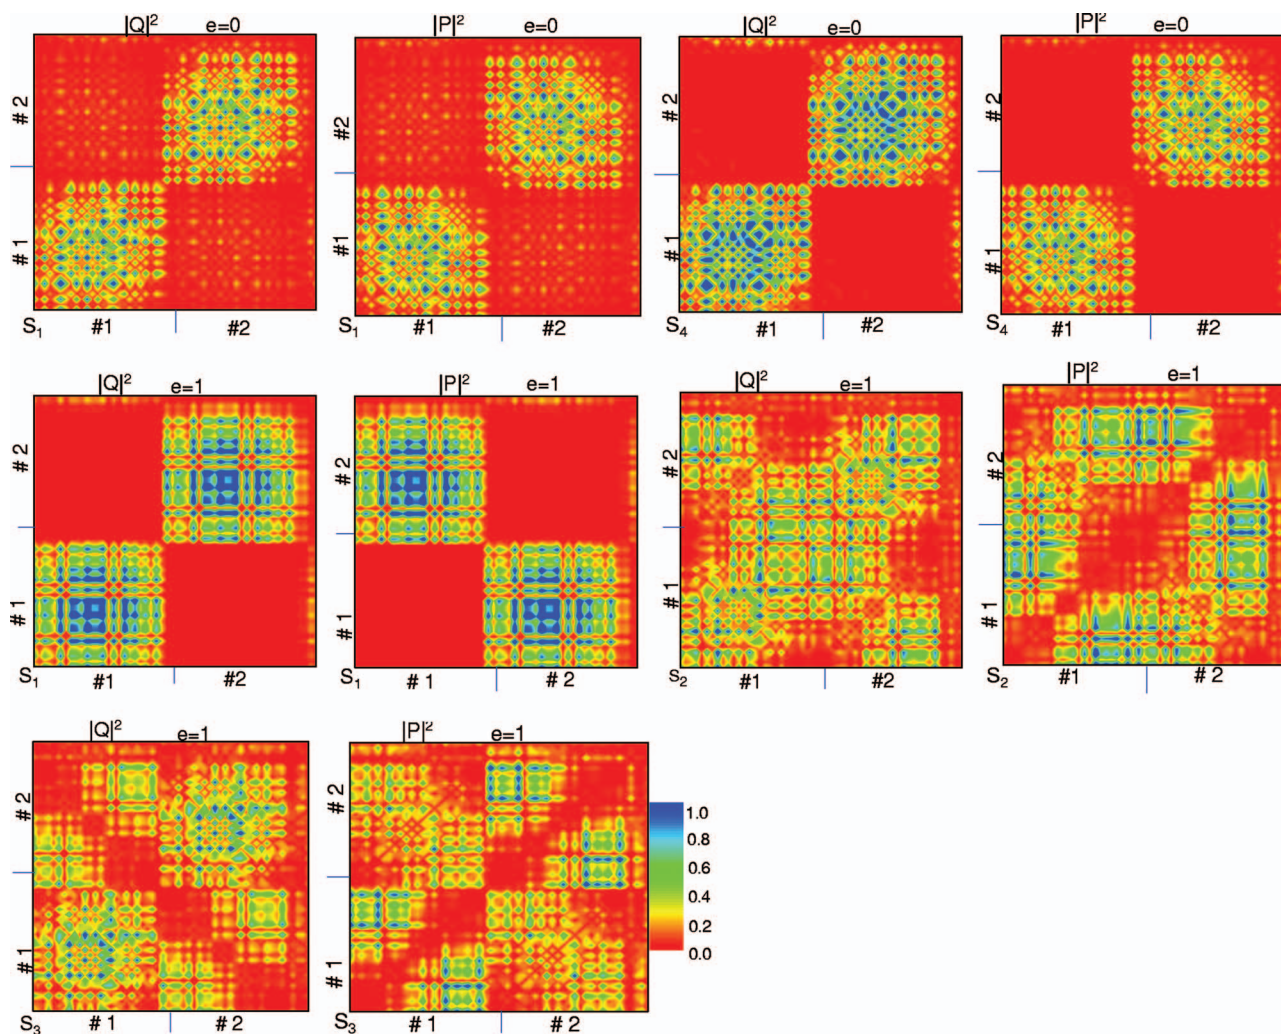 |Q|² e=0 |P|² e=0 |Q|² e=0 |P|² e=0
#2 #2 #2 #2
#1 #1 #1 #1
S₁ #1 #2 S₁ #1 #2 S₄ #1 #2 S₄ #1 #2
|Q|² e=1 |P|² e=1 |Q|² e=1 |P|² e=1
#2 #2 #2 #2
#1 #1 #1 #1
S₁ #1 #2 S₁ #1 #2 S₂ #1 #2 S₂ #1 #2
|Q|² e=1 |P|² e=1
#2 #2
1.0
0.8
0.6
0.4
0.2
0.0
#1 #1
S₃ #1 #2 S₃ #1 #2